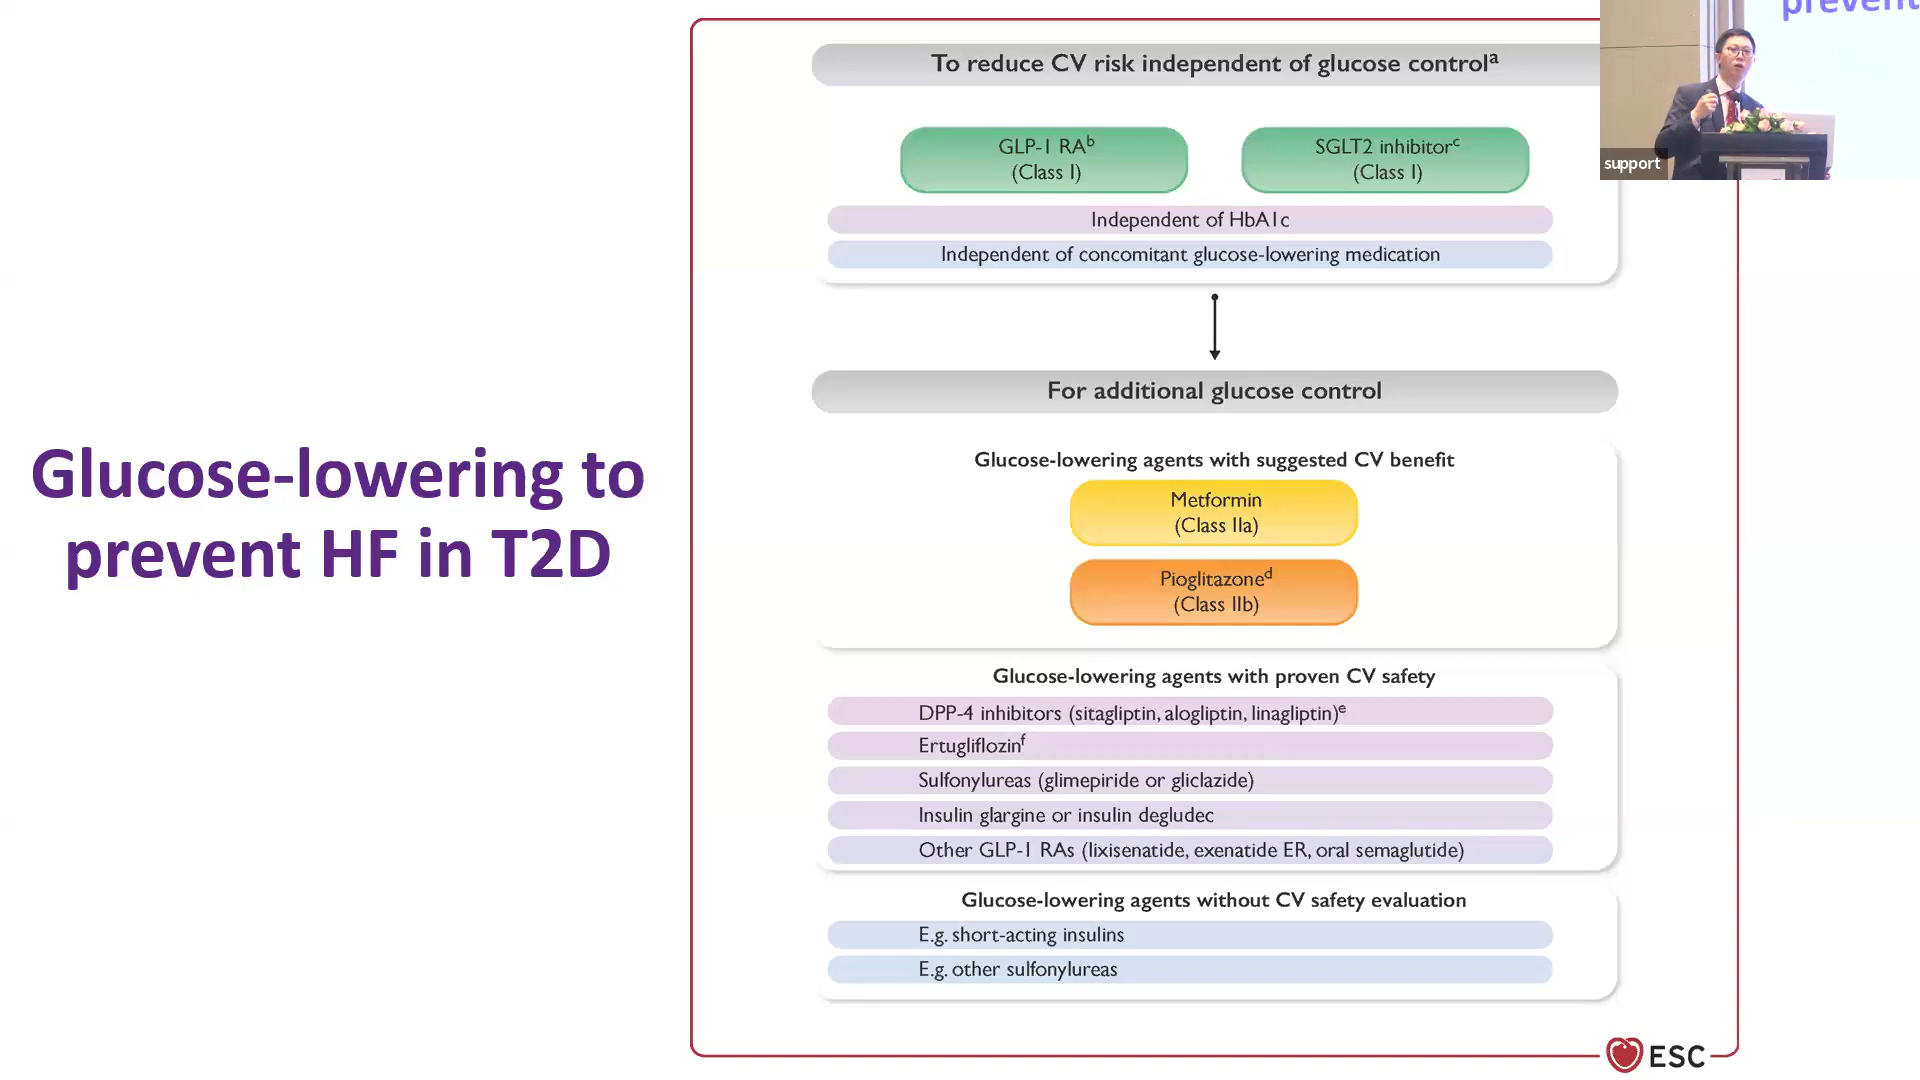 Glucose-lowering to
prevent HF in T2D
To reduce CV risk independent of glucose controlᵃ
GLP-1 RAᵇ
(Class I)
SGLT2 inhibitorᶜ
(Class I)
Independent of HbA1c
Independent of concomitant glucose-lowering medication
For additional glucose control
Glucose-lowering agents with suggested CV benefit
Metformin
(Class IIa)
Pioglitazoneᵈ
(Class IIb)
Glucose-lowering agents with proven CV safety
DPP-4 inhibitors (sitagliptin, alogliptin, linagliptin)ᵉ
Ertugliflozinᶠ
Sulfonylureas (glimepiride or gliclazide)
Insulin glargine or insulin degludec
Other GLP-1 RAs (lixisenatide, exenatide ER, oral semaglutide)
Glucose-lowering agents without CV safety evaluation
E.g. short-acting insulins
E.g. other sulfonylureas
ESC
prevent
support